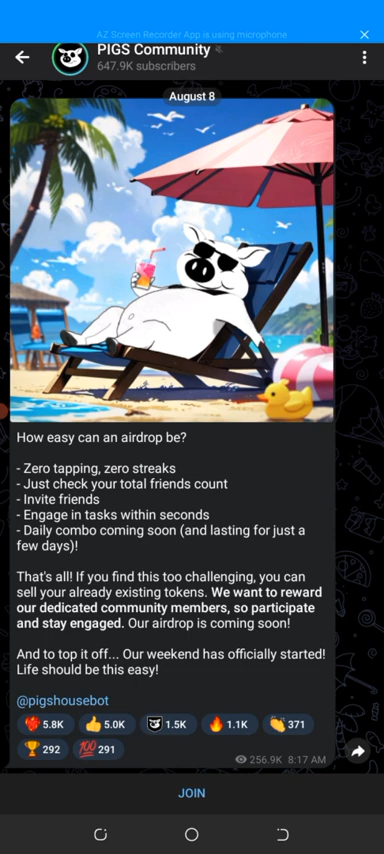 AZ Screen Recorder App is using microphone
PIGS Community
647.9K subscribers
August 8
How easy can an airdrop be?
- Zero tapping, zero streaks
- Just check your total friends count
- Invite friends
- Engage in tasks within seconds
- Daily combo coming soon (and lasting for just a
few days)!
That's all! If you find this too challenging, you can
sell your already existing tokens. We want to reward
our dedicated community members, so participate
and stay engaged. Our airdrop is coming soon!
And to top it off... Our weekend has officially started!
Life should be this easy!
@pigshousebot
5.8K 5.0K 1.5K 1.1K 371
292 100 291
256.9K 8:17 AM
JOIN